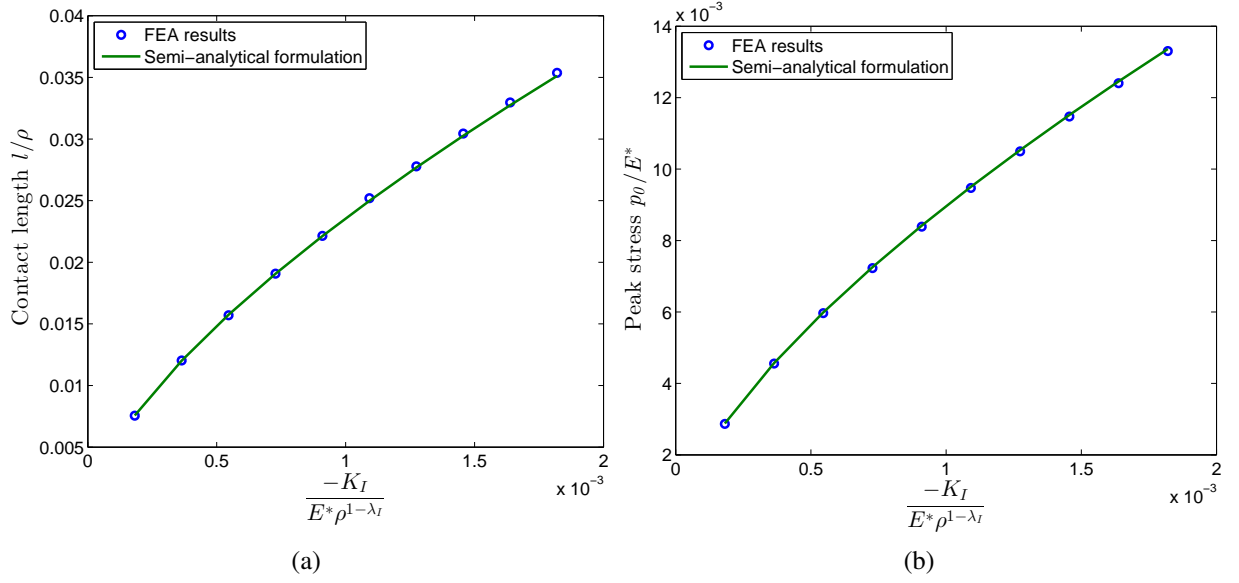 0.04
0.035
0.03
0.025
0.02
0.015
0.01
0.005
Contact length l/ρ
FEA results
Semi−analytical formulation
0 0.5 1 1.5 2
x 10⁻³
−K_I
E*ρ^{1−λ_I}
(a)
x 10⁻³
14
12
10
8
6
4
2
Peak stress p₀/E*
FEA results
Semi−analytical formulation
0 0.5 1 1.5 2
x 10⁻³
−K_I
E*ρ^{1−λ_I}
(b)